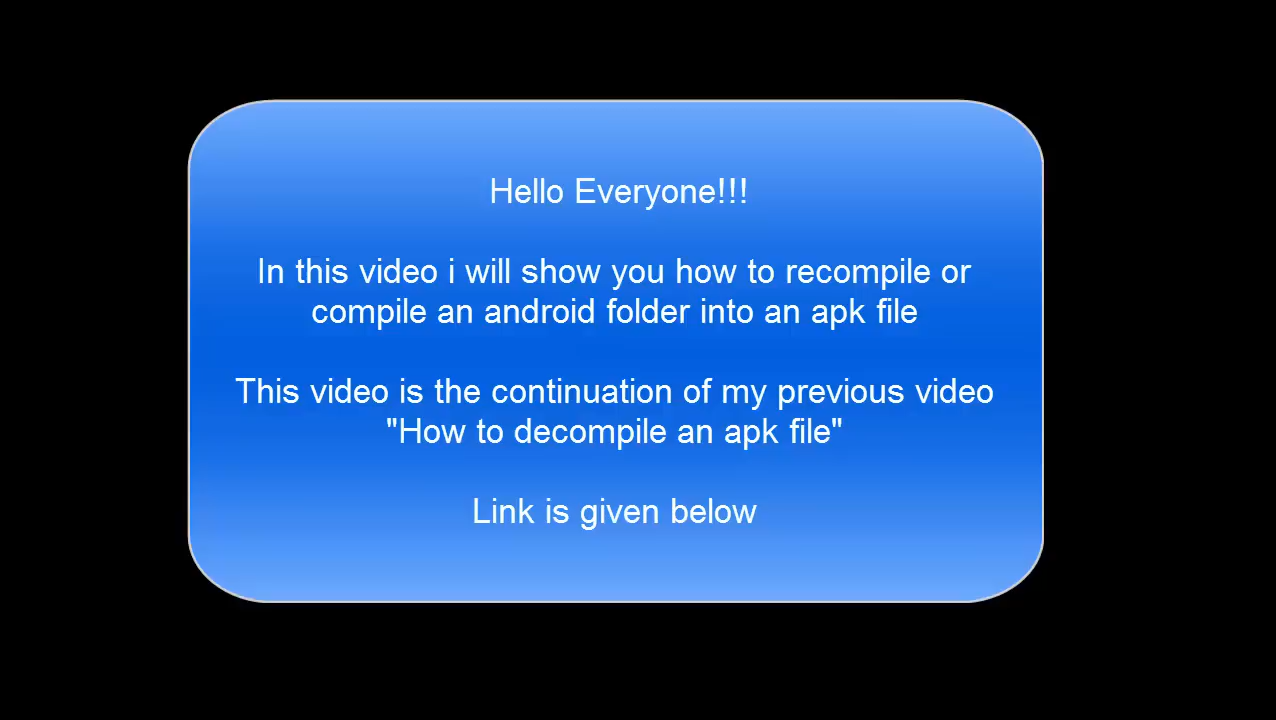 Hello Everyone!!!
In this video i will show you how to recompile or
compile an android folder into an apk file
This video is the continuation of my previous video
"How to decompile an apk file"
Link is given below